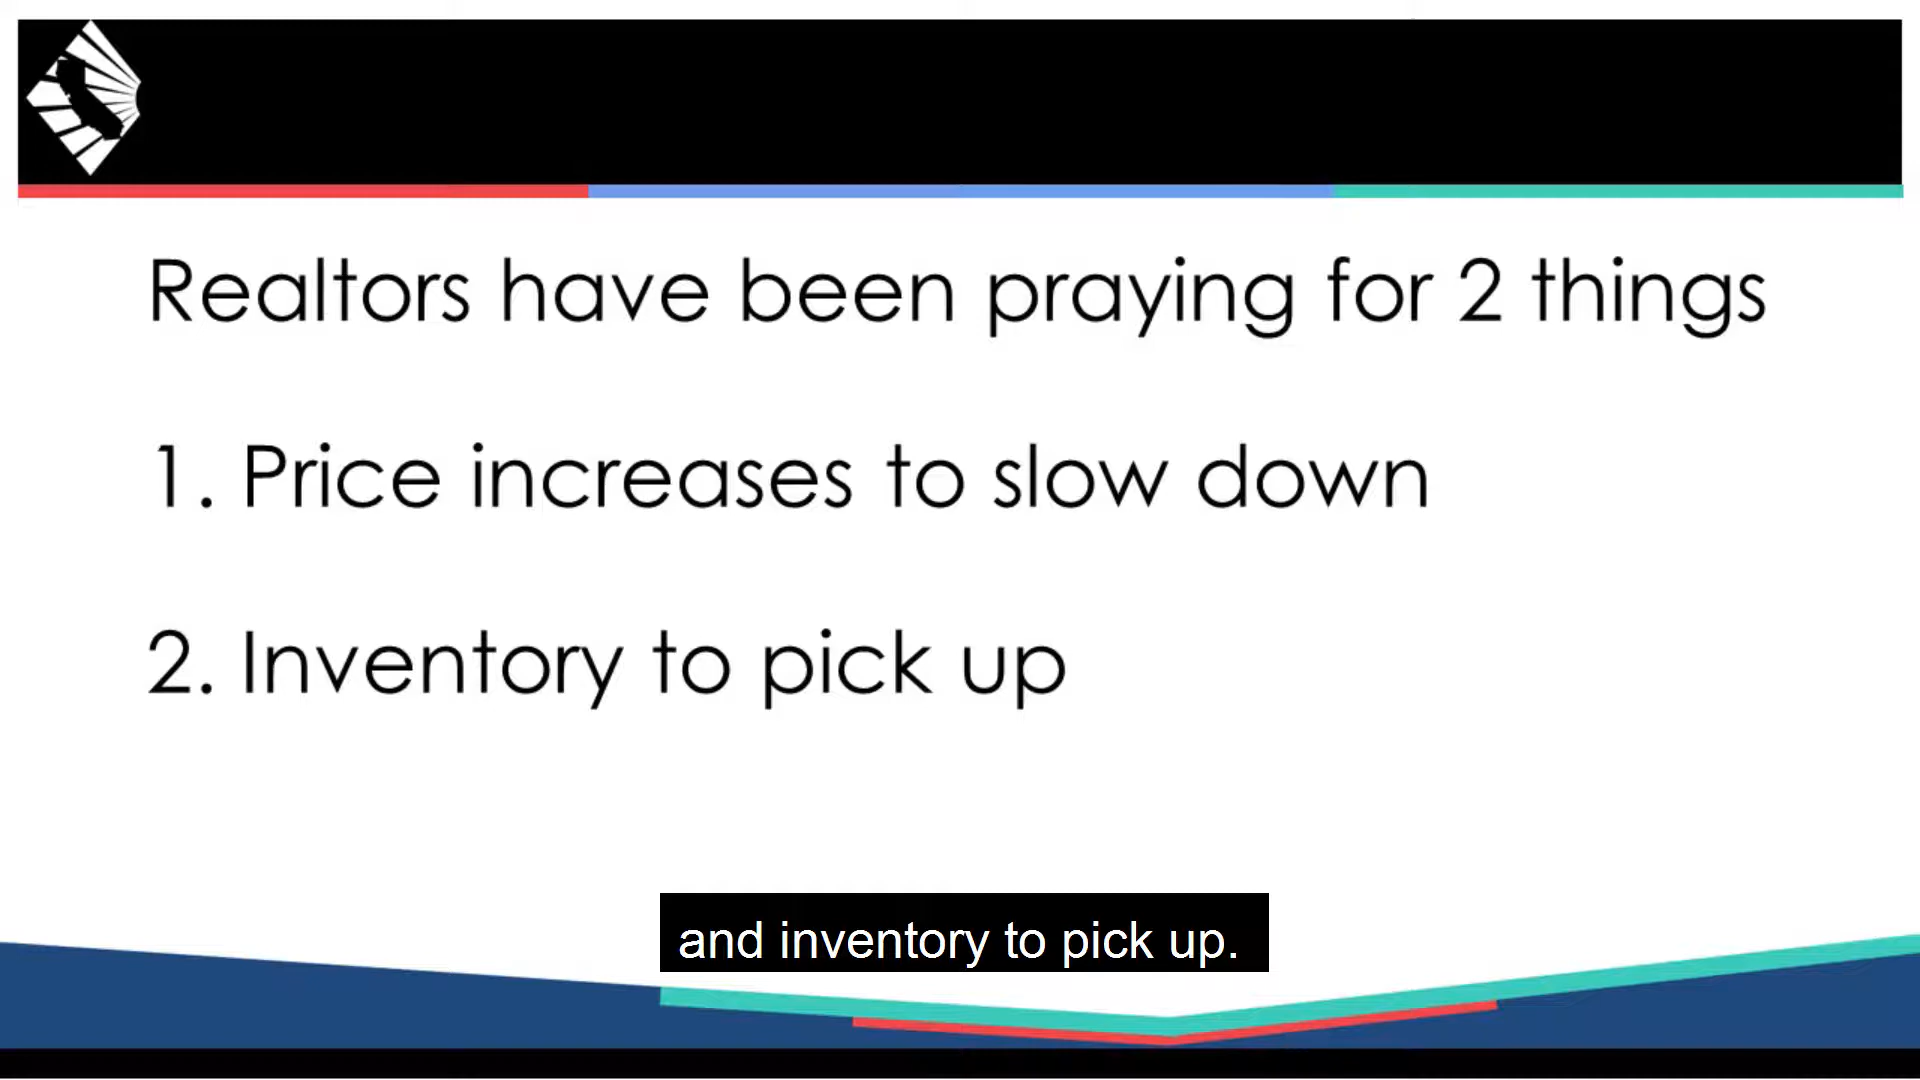 Realtors have been praying for 2 things
1. Price increases to slow down
2. Inventory to pick up
and inventory to pick up.